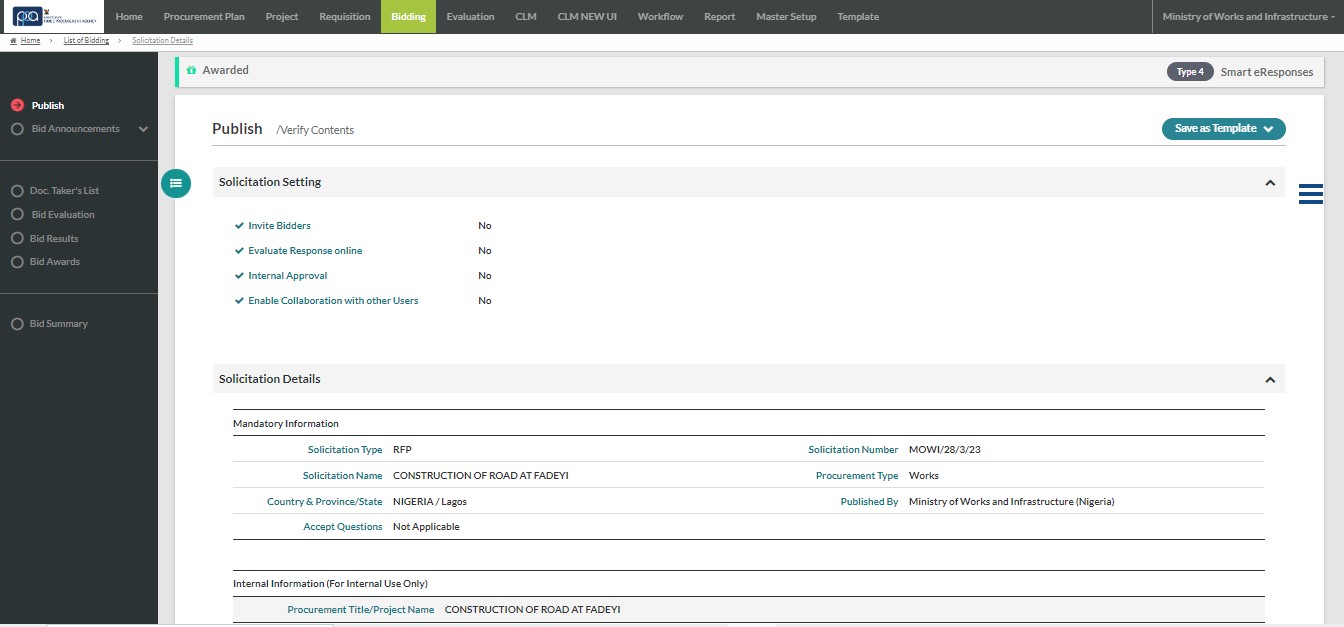 Home Procurement Plan Project Requisition Bidding Evaluation CLM CLM NEW UI Workflow Report Master Setup Template Ministry of Works and Infrastructure
Home > List of Bidding > Solicitation Details
Awarded Type 4 Smart eResponses
Publish
Bid Announcements
Doc. Taker's List
Bid Evaluation
Bid Results
Bid Awards
Bid Summary
Publish /Verify Contents Save as Template
Solicitation Setting
Invite Bidders No
Evaluate Response online No
Internal Approval No
Enable Collaboration with other Users No
Solicitation Details
Mandatory Information
Solicitation Type RFP Solicitation Number MOWI/28/3/23
Solicitation Name CONSTRUCTION OF ROAD AT FADEYI Procurement Type Works
Country & Province/State NIGERIA / Lagos Published By Ministry of Works and Infrastructure (Nigeria)
Accept Questions Not Applicable
Internal Information (For Internal Use Only)
Procurement Title/Project Name CONSTRUCTION OF ROAD AT FADEYI